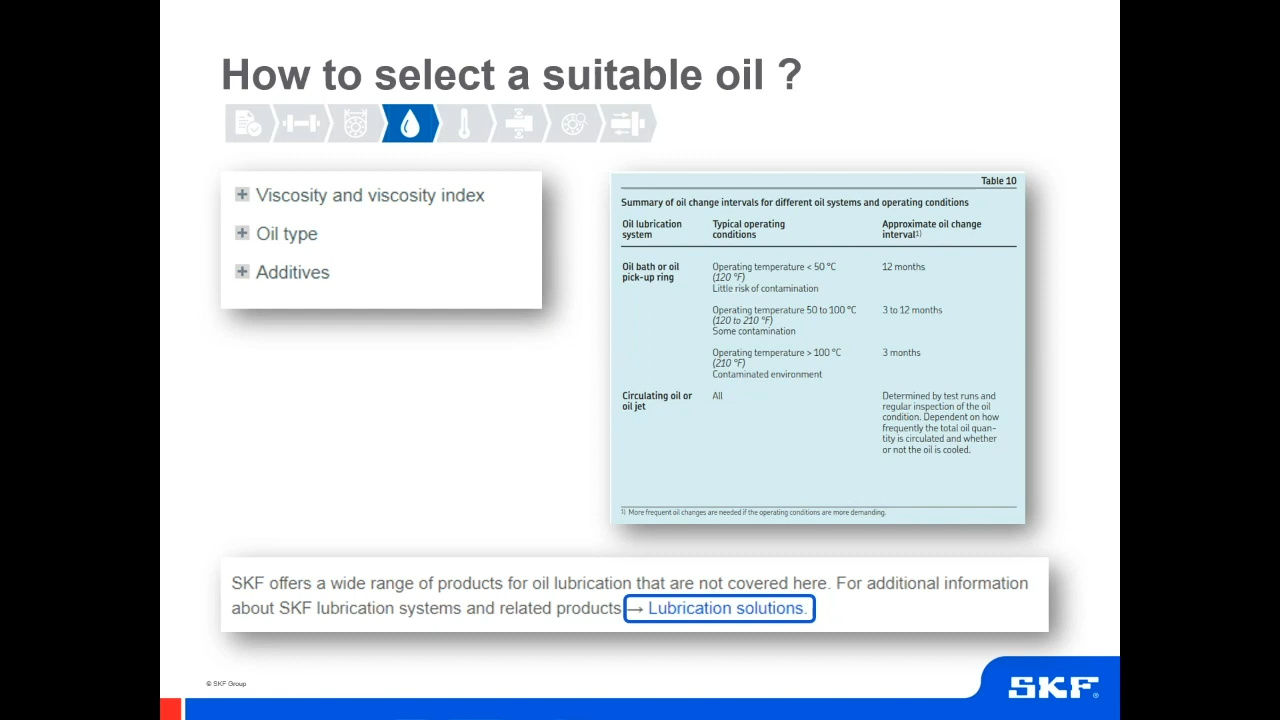 How to select a suitable oil ?
Viscosity and viscosity index
Oil type
Additives
Table 10
Summary of oil change intervals for different oil systems and operating conditions
Oil lubrication system
Typical operating conditions
Approximate oil change interval1)
Oil bath or oil pick-up ring
Operating temperature < 50 °C
(120 °F)
Little risk of contamination
12 months
Operating temperature 50 to 100 °C
(120 to 210 °F)
Some contamination
3 to 12 months
Operating temperature > 100 °C
(210 °F)
Contaminated environment
3 months
Circulating oil or oil jet
All
Determined by test runs and
regular inspection of the oil
condition. Dependent on how
frequently the total oil quan-
tity is circulated and whether
or not the oil is cooled.
1) More frequent oil changes are needed if the operating conditions are more demanding.
SKF offers a wide range of products for oil lubrication that are not covered here. For additional information
about SKF lubrication systems and related products → Lubrication solutions.
© SKF Group
SKF®